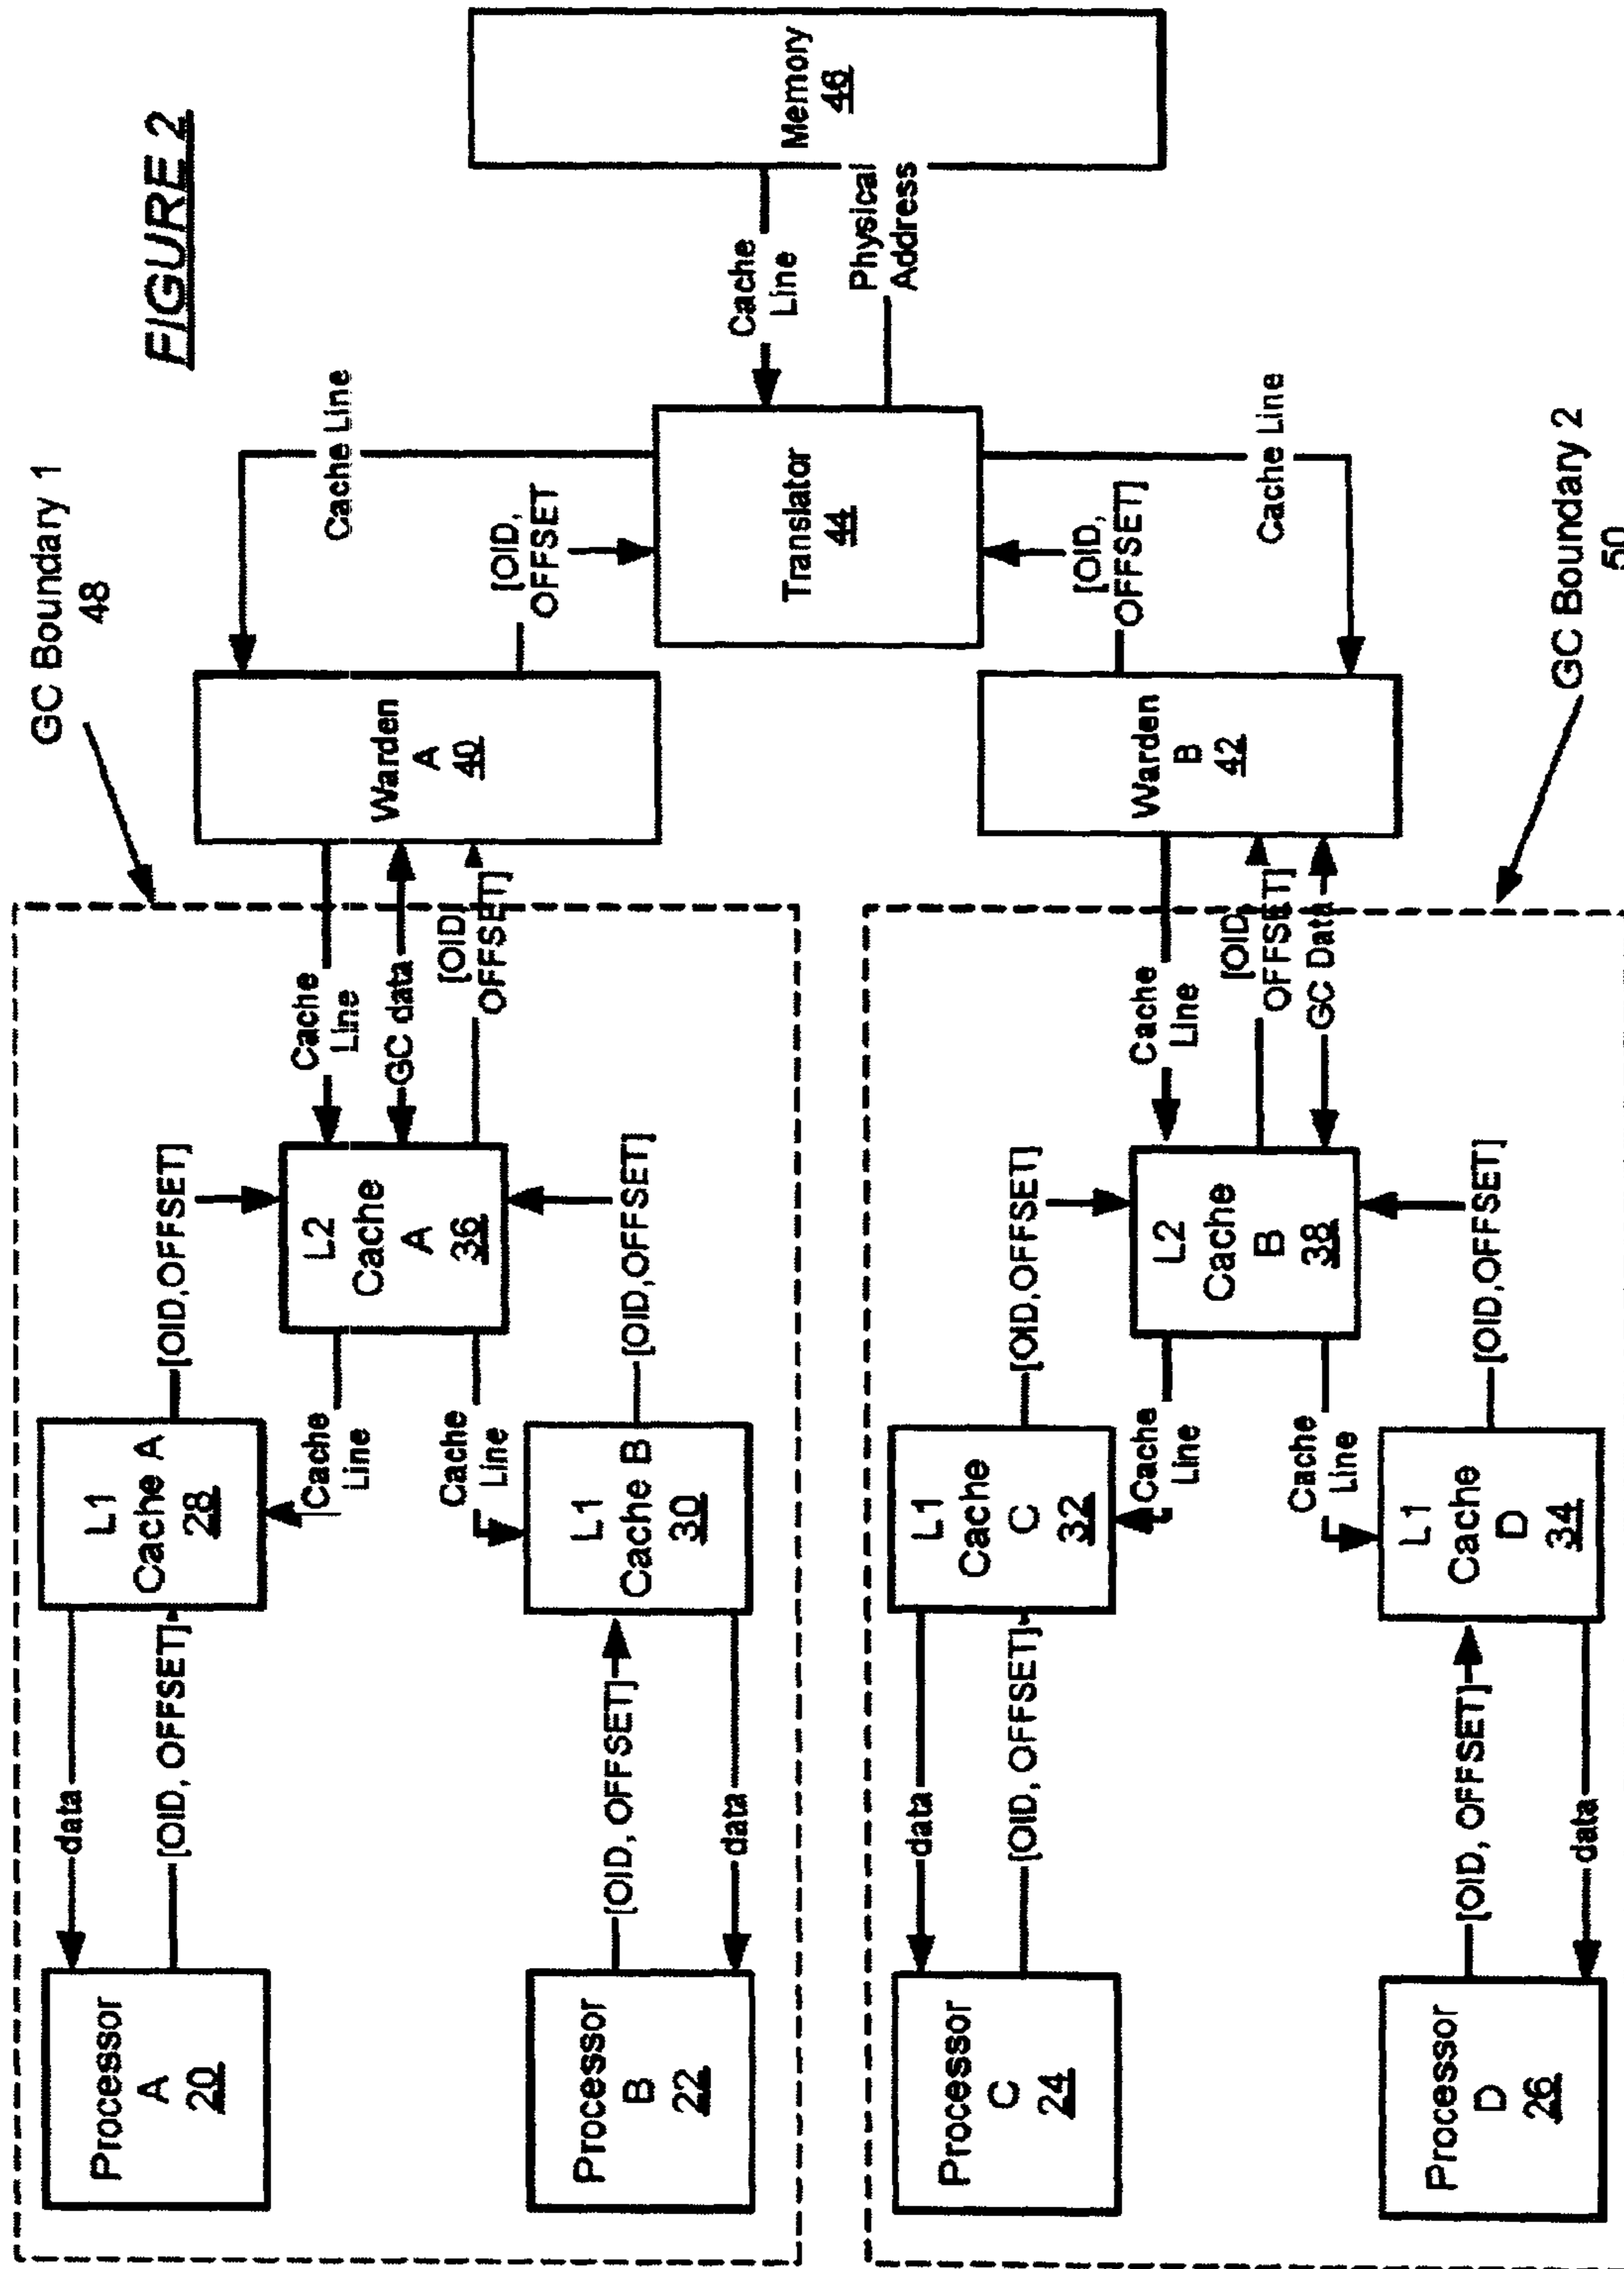 FIGURE 2
GC Boundary 1
48
Processor
A
20
data
[OID, OFFSET]
L1
Cache A
28
[OID,OFFSET]
Cache
Line
L2
Cache
A
36
Cache
Line
Processor
B
22
[OID, OFFSET]
data
L1
Cache B
30
[OID,OFFSET]
Cache
Line
GC data
[OID,
OFFSET]
Warden
A
40
Cache Line
[OID,
OFFSET
Translator
44
Cache
Line
Physical
Address
Memory
46
Processor
C
24
data
[OID, OFFSET]
L1
Cache
C
32
[OID,OFFSET]
Cache
Line
L2
Cache
B
38
Cache
Line
Processor
D
26
[OID, OFFSET]
data
L1
Cache
D
34
[OID,OFFSET]
Cache
Line
[OID,
OFFSET]
GC Data
Warden
B
42
[OID,
OFFSET]
Cache Line
GC Boundary 2
50